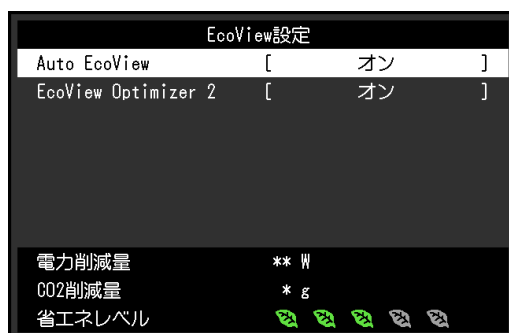 EcoView設定
Auto EcoView [ オン ]
EcoView Optimizer 2 [ オン ]
電力削減量 ** W
CO2削減量 * g
省エネレベル